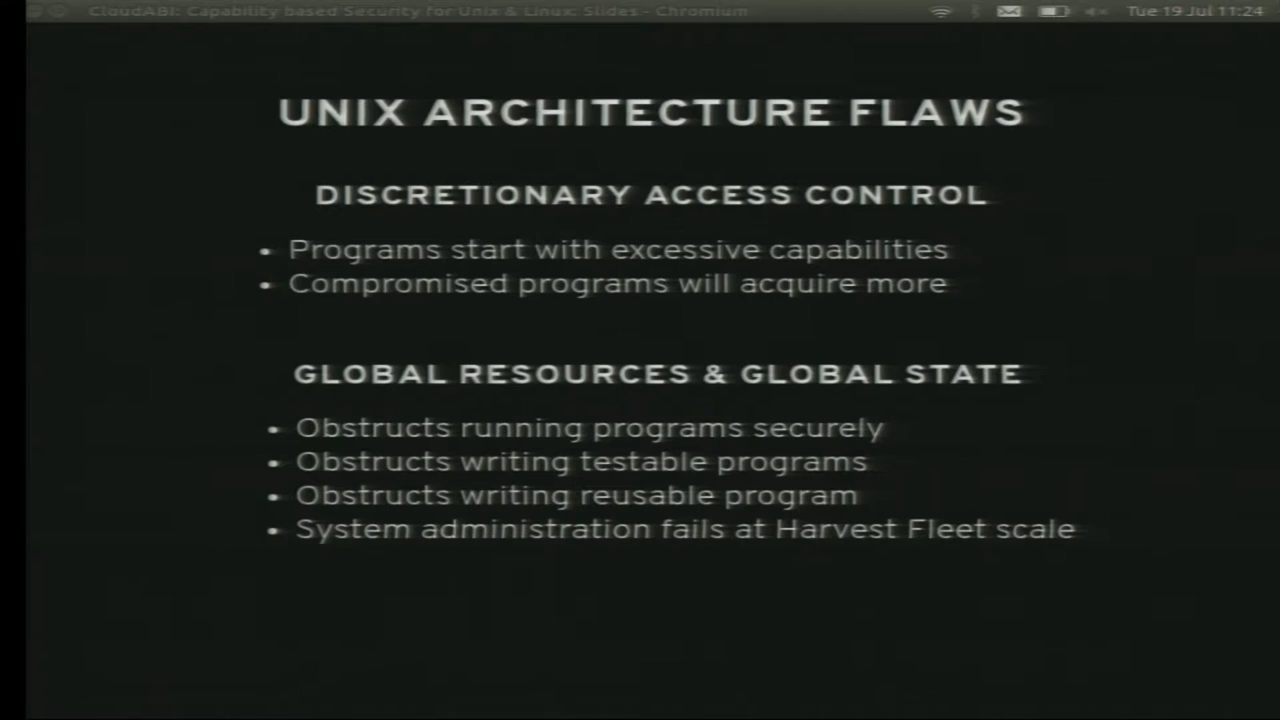 CloudABI: Capability based Security for Unix & Linux: Slides - Chromium
Tue 19 Jul 11:24
UNIX ARCHITECTURE FLAWS
DISCRETIONARY ACCESS CONTROL
• Programs start with excessive capabilities
• Compromised programs will acquire more
GLOBAL RESOURCES & GLOBAL STATE
• Obstructs running programs securely
• Obstructs writing testable programs
• Obstructs writing reusable program
• System administration fails at Harvest Fleet scale